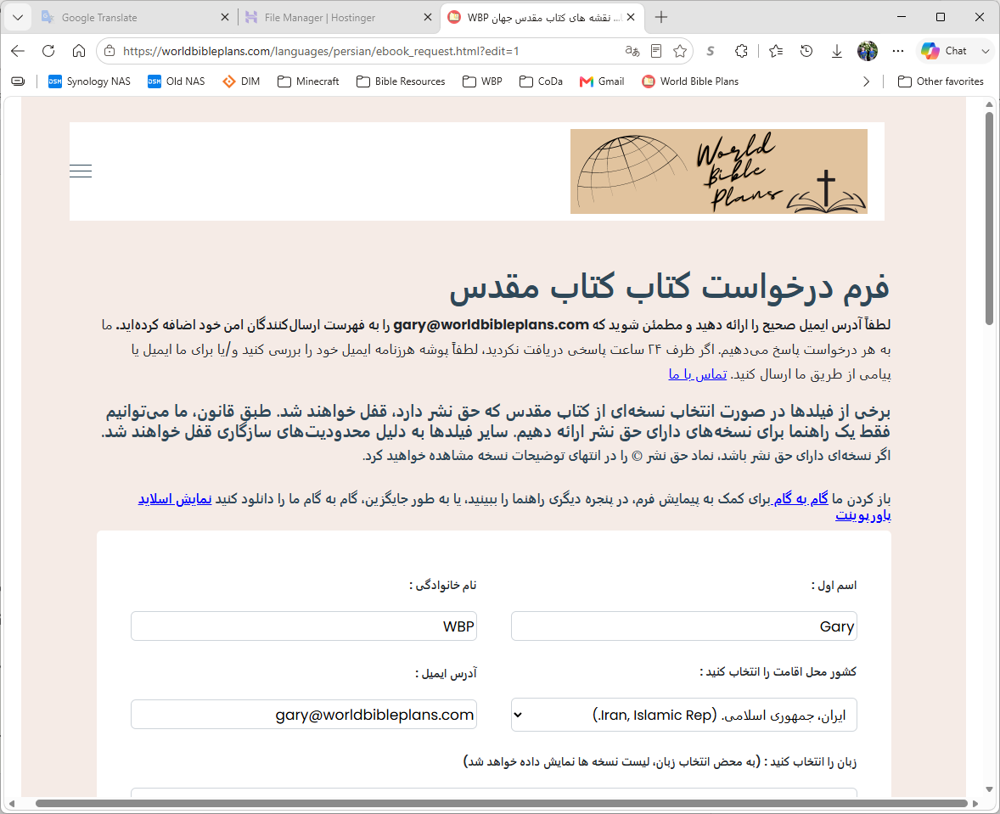 Google Translate
File Manager | Hostinger
WBP نقشه های کتاب مقدس جهان ...
https://worldbibleplans.com/languages/persian/ebook_request.html?edit=1
Chat
Synology NAS
Old NAS
DIM
Minecraft
Bible Resources
WBP
CoDa
Gmail
World Bible Plans
Other favorites
World
Bible
Plans
فرم درخواست کتاب کتاب مقدس
لطفاً آدرس ایمیل صحیح را ارائه دهید و مطمئن شوید که gary@worldbibleplans.com را به فهرست ارسال‌کنندگان امن خود اضافه کرده‌اید. ما
به هر درخواست پاسخ می‌دهیم. اگر ظرف ۲۴ ساعت پاسخی دریافت نکردید، لطفاً پوشه هرزنامه ایمیل خود را بررسی کنید و/یا برای ما ایمیل یا
پیامی از طریق ما ارسال کنید. تماس با ما
برخی از فیلدها در صورت انتخاب نسخه‌ای از کتاب مقدس که حق نشر دارد، قفل خواهند شد. طبق قانون، ما می‌توانیم
فقط یک راهنما برای نسخه‌های دارای حق نشر ارائه دهیم. سایر فیلدها به دلیل محدودیت‌های سازگاری قفل خواهند شد.
اگر نسخه‌ای دارای حق نشر باشد، نماد حق نشر © را در انتهای توضیحات نسخه مشاهده خواهید کرد.
باز کردن ما گام به گام برای کمک به پیمایش فرم، در پنجره دیگری راهنما را ببینید، یا به طور جایگزین، گام به گام ما را دانلود کنید نمایش اسلاید
پاورپوینت
اسم اول :
نام خانوادگی :
Gary
WBP
کشور محل اقامت را انتخاب کنید :
آدرس ایمیل :
ایران، جمهوری اسلامی. (Iran, Islamic Rep.)
gary@worldbibleplans.com
زبان را انتخاب کنید : (به محض انتخاب زبان، لیست نسخه ها نمایش داده خواهد شد)